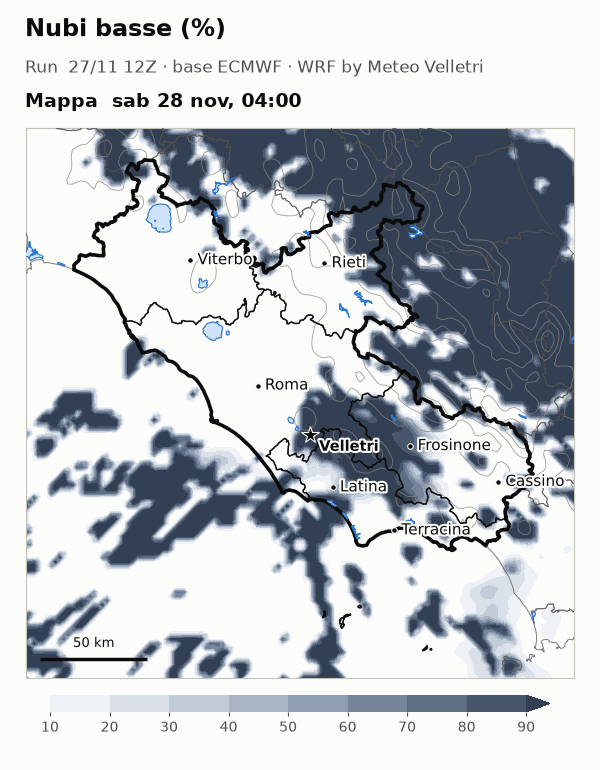 Nubi basse (%)
Run  27/11 12Z · base ECMWF · WRF by Meteo Velletri
Mappa  sab 28 nov, 04:00
Viterbo
Rieti
Roma
Velletri
Frosinone
Cassino
Latina
Terracina
50 km
10 20 30 40 50 60 70 80 90